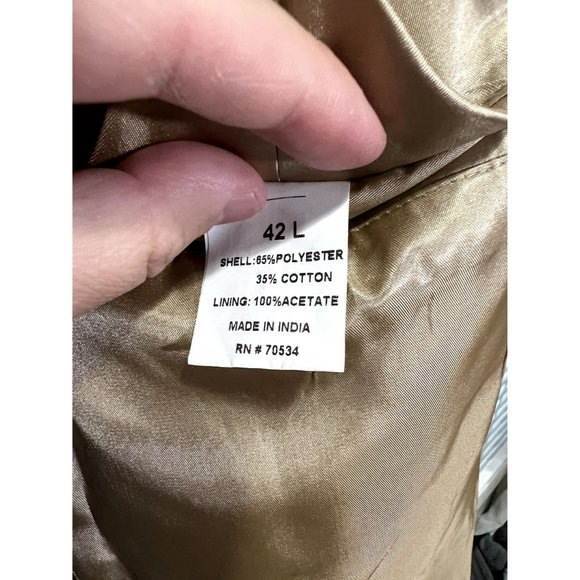 42 L
SHELL:65%POLYESTER
35% COTTON
LINING: 100%ACETATE
MADE IN INDIA
RN # 70534